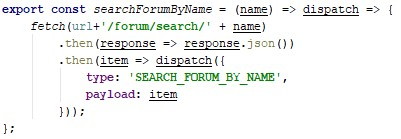 export const searchForumByName = (name) => dispatch => {
fetch(url+'/forum/search/' + name)
.then(response => response.json())
.then(item => dispatch({
type: 'SEARCH_FORUM_BY_NAME',
payload: item
}));
};